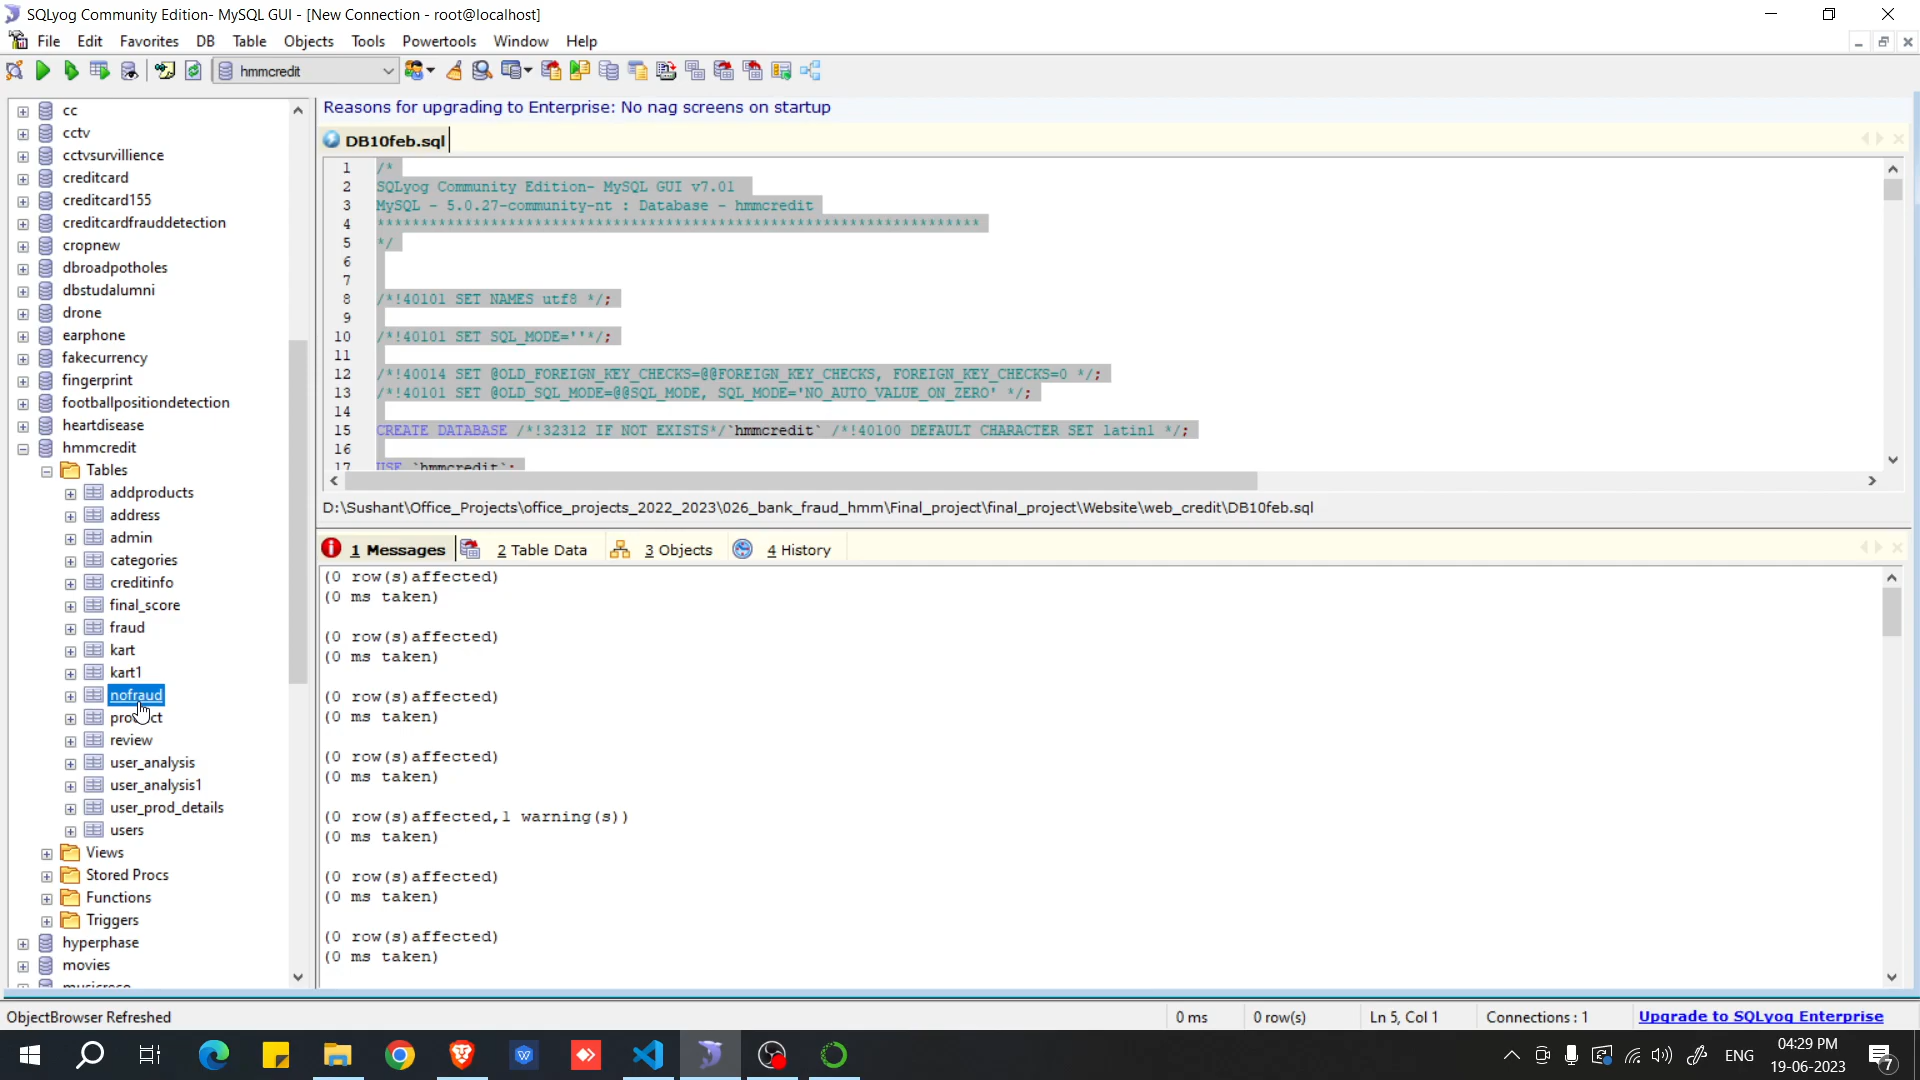 SQLyog Community Edition- MySQL GUI - [New Connection - root@localhost]
File Edit Favorites DB Table Objects Tools Powertools Window Help
hmmcredit
cc
cctv
cctvsurvillience
creditcard
creditcard155
creditcardfrauddetection
cropnew
dbroadpotholes
dbstudalumni
drone
earphone
fakecurrency
fingerprint
footballpositiondetection
heartdisease
hmmcredit
Tables
addproducts
address
admin
categories
creditinfo
final_score
fraud
kart
kart1
nofraud
product
review
user_analysis
user_analysis1
user_prod_details
users
Views
Stored Procs
Functions
Triggers
hyperphase
movies
Reasons for upgrading to Enterprise: No nag screens on startup
DB10feb.sql
1 /*
2 SQLyog Community Edition- MySQL GUI v7.01
3 MySQL - 5.0.27-community-nt : Database - hmmcredit
4 *********************************************************************
5 */
6
7
8 /*!40101 SET NAMES utf8 */;
9
10 /*!40101 SET SQL_MODE=''*/;
11
12 /*!40014 SET @OLD_FOREIGN_KEY_CHECKS=@@FOREIGN_KEY_CHECKS, FOREIGN_KEY_CHECKS=0 */;
13 /*!40101 SET @OLD_SQL_MODE=@@SQL_MODE, SQL_MODE='NO_AUTO_VALUE_ON_ZERO' */;
14
15 CREATE DATABASE /*!32312 IF NOT EXISTS*/`hmmcredit` /*!40100 DEFAULT CHARACTER SET latin1 */;
16
17 USE `hmmcredit`;
D:\Sushant\Office_Projects\office_projects_2022_2023\026_bank_fraud_hmm\Final_project\final_project\Website\web_credit\DB10feb.sql
1 Messages 2 Table Data 3 Objects 4 History
(0 row(s)affected)
(0 ms taken)
(0 row(s)affected)
(0 ms taken)
(0 row(s)affected)
(0 ms taken)
(0 row(s)affected)
(0 ms taken)
(0 row(s)affected,1 warning(s))
(0 ms taken)
(0 row(s)affected)
(0 ms taken)
(0 row(s)affected)
(0 ms taken)
ObjectBrowser Refreshed 0 ms 0 row(s) Ln 5, Col 1 Connections : 1 Upgrade to SQLyog Enterprise
ENG 04:29 PM
19-06-2023
7